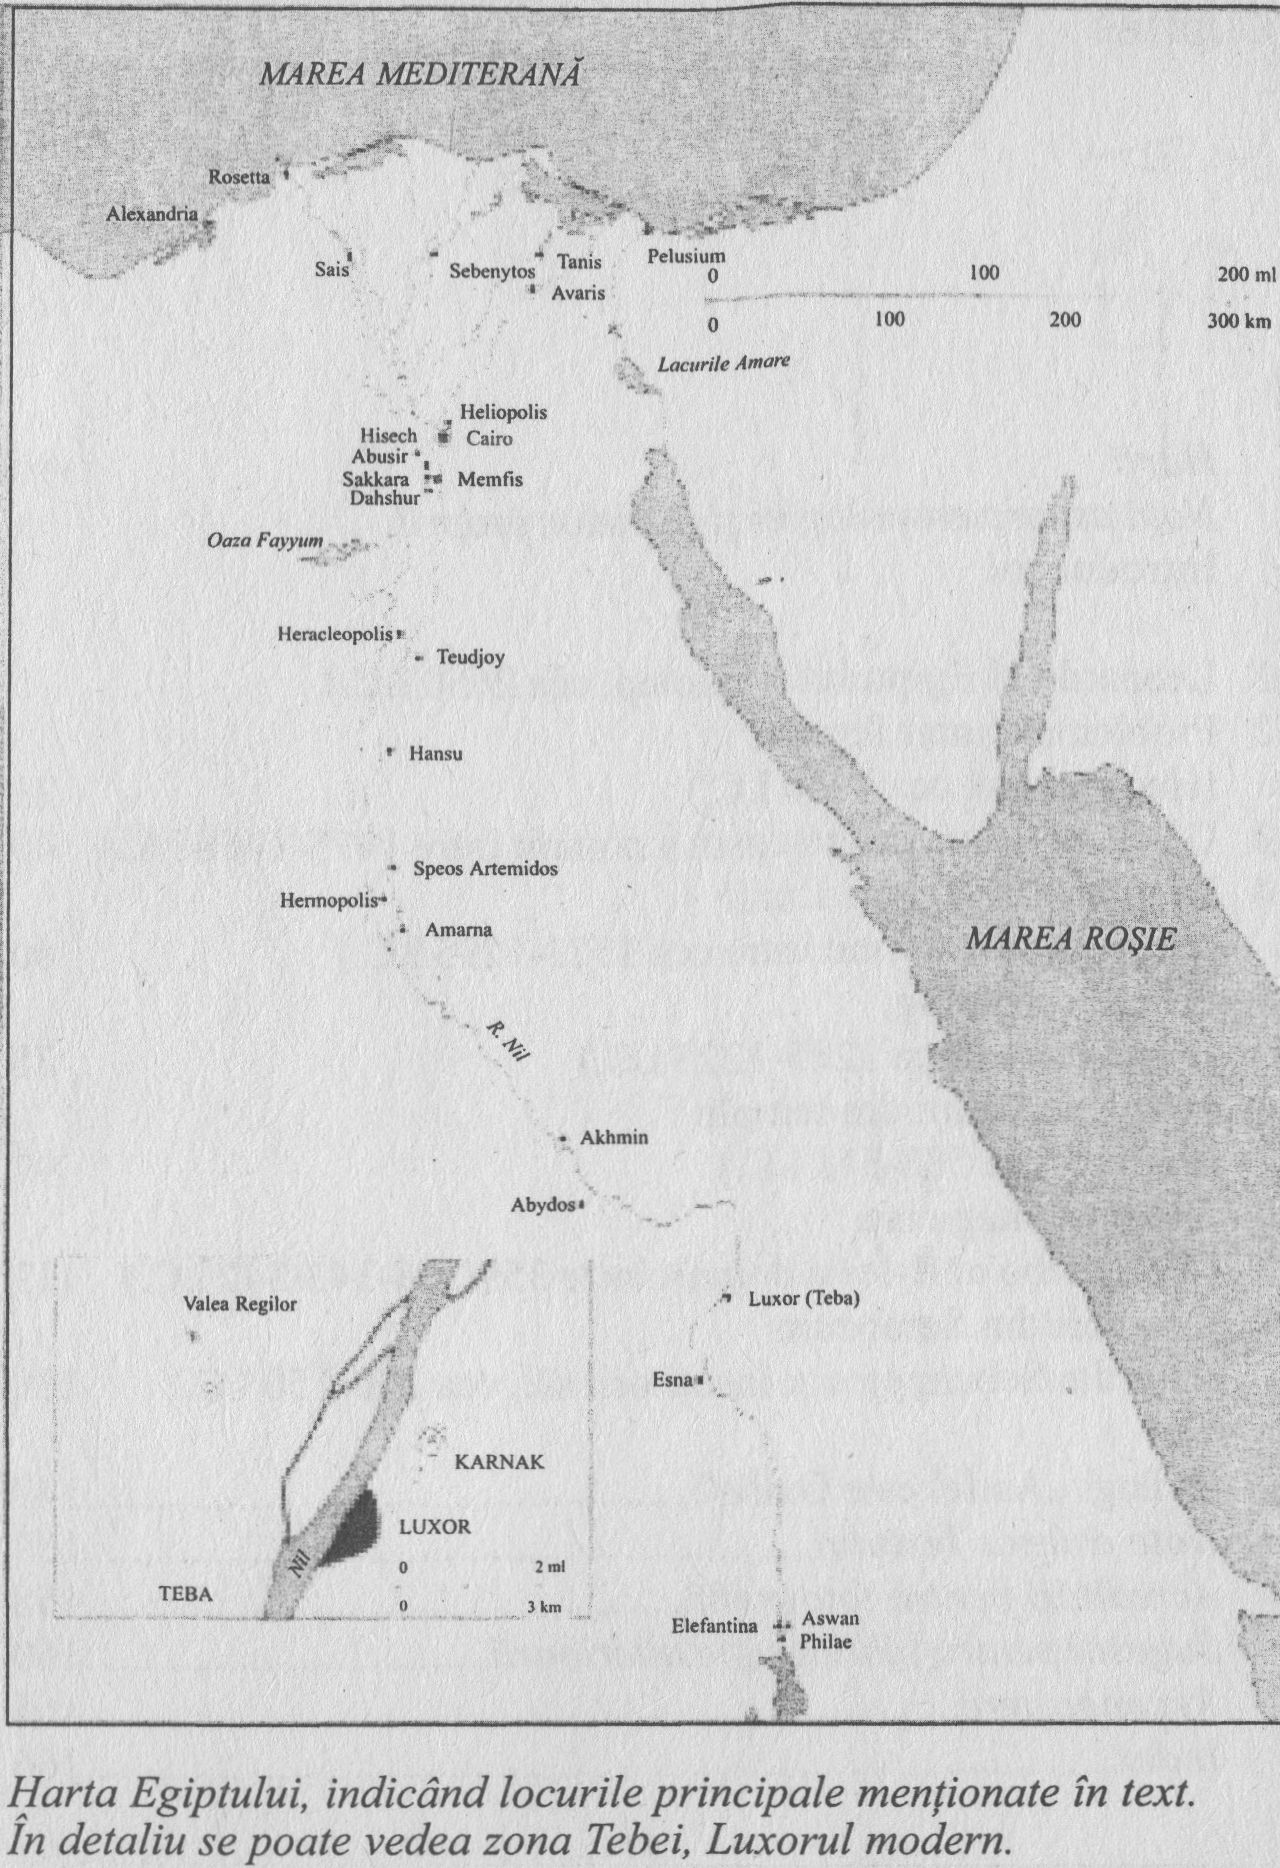 MAREA MEDITERANĂ
Rosetta
Alexandria
Sais
Sebenytos
Tanis
Pelusium
Avaris
0 100 200 ml
0 100 200 300 km
Lacurile Amare
Heliopolis
Hisech
Cairo
Abusir
Sakkara
Memfis
Dahshur
Oaza Fayyum
Heracleopolis
Teudjoy
Hansu
Speos Artemidos
Hermopolis
Amarna
MAREA ROŞIE
R. Nil
Akhmin
Abydos
Luxor (Teba)
Esna
Elefantina
Aswan
Philae
Valea Regilor
KARNAK
LUXOR
Nil
TEBA
0 2 ml
0 3 km
Harta Egiptului, indicând locurile principale menţionate în text.
În detaliu se poate vedea zona Tebei, Luxorul modern.